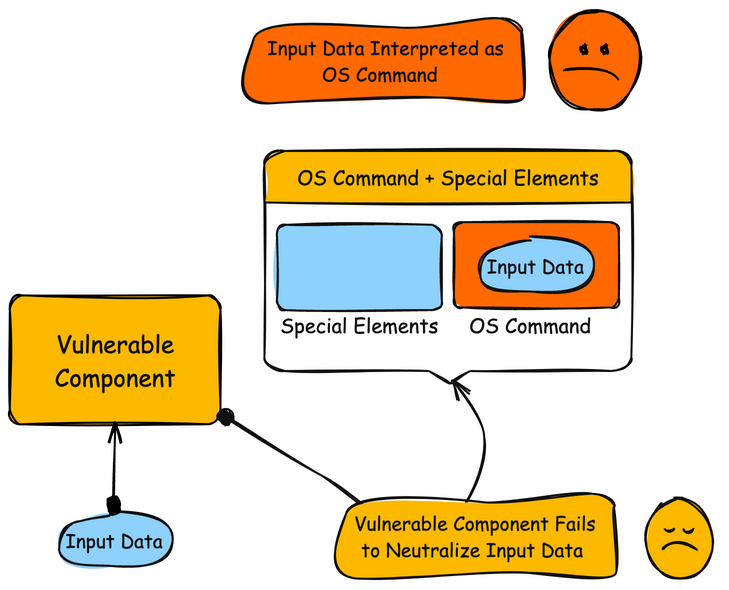 Input Data Interpreted as
OS Command
OS Command + Special Elements
Input Data
Special Elements
OS Command
Vulnerable
Component
Input Data
Vulnerable Component Fails
to Neutralize Input Data